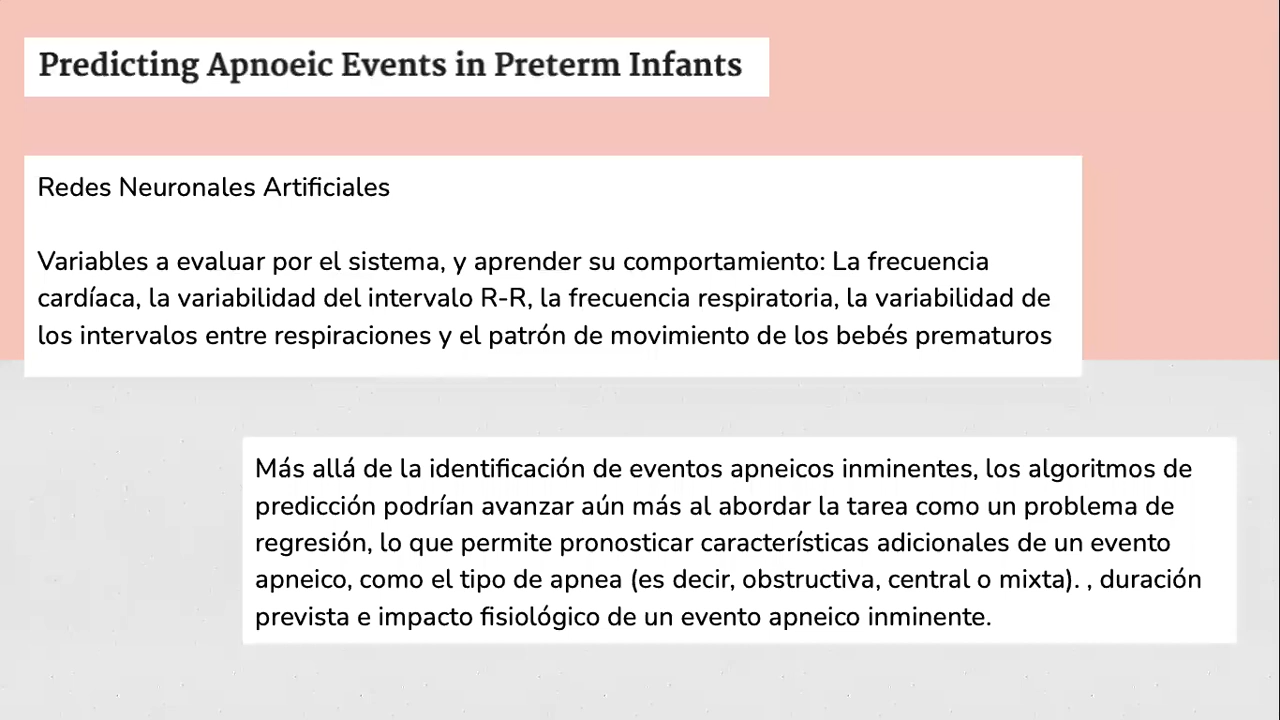 Predicting Apnoeic Events in Preterm Infants
Redes Neuronales Artificiales
Variables a evaluar por el sistema, y aprender su comportamiento: La frecuencia
cardíaca, la variabilidad del intervalo R-R, la frecuencia respiratoria, la variabilidad de
los intervalos entre respiraciones y el patrón de movimiento de los bebés prematuros
Más allá de la identificación de eventos apneicos inminentes, los algoritmos de
predicción podrían avanzar aún más al abordar la tarea como un problema de
regresión, lo que permite pronosticar características adicionales de un evento
apneico, como el tipo de apnea (es decir, obstructiva, central o mixta). , duración
prevista e impacto fisiológico de un evento apneico inminente.